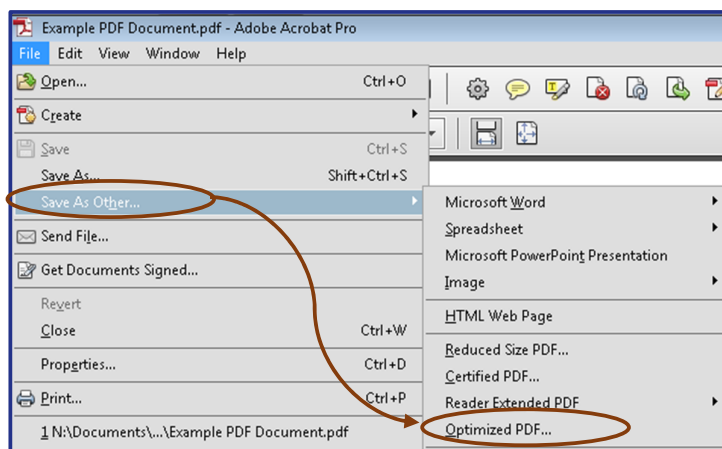 Example PDF Document.pdf - Adobe Acrobat Pro
File Edit View Window Help
Open... Ctrl+O
Create
Save Ctrl+S
Save As... Shift+Ctrl+S
Save As Other...
Send File...
Get Documents Signed...
Revert
Close Ctrl+W
Properties... Ctrl+D
Print... Ctrl+P
1 N:\Documents\...\Example PDF Document.pdf
Microsoft Word
Spreadsheet
Microsoft PowerPoint Presentation
Image
HTML Web Page
Reduced Size PDF...
Certified PDF...
Reader Extended PDF
Optimized PDF...